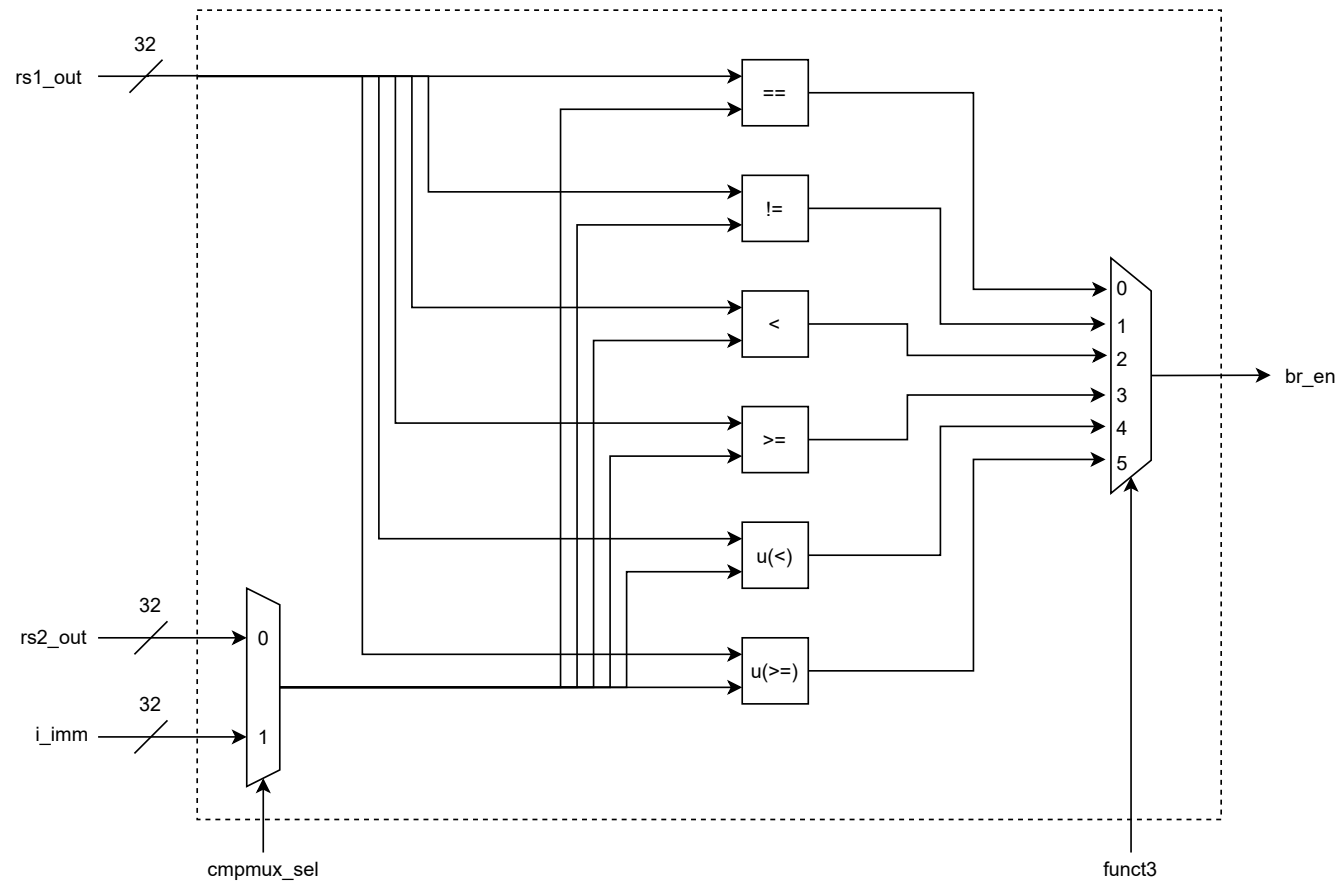 32
rs1_out
==
!=
<
>=
u(<)
u(>=)
0
1
2
3
4
5
br_en
32
rs2_out
0
32
i_imm
1
cmpmux_sel
funct3